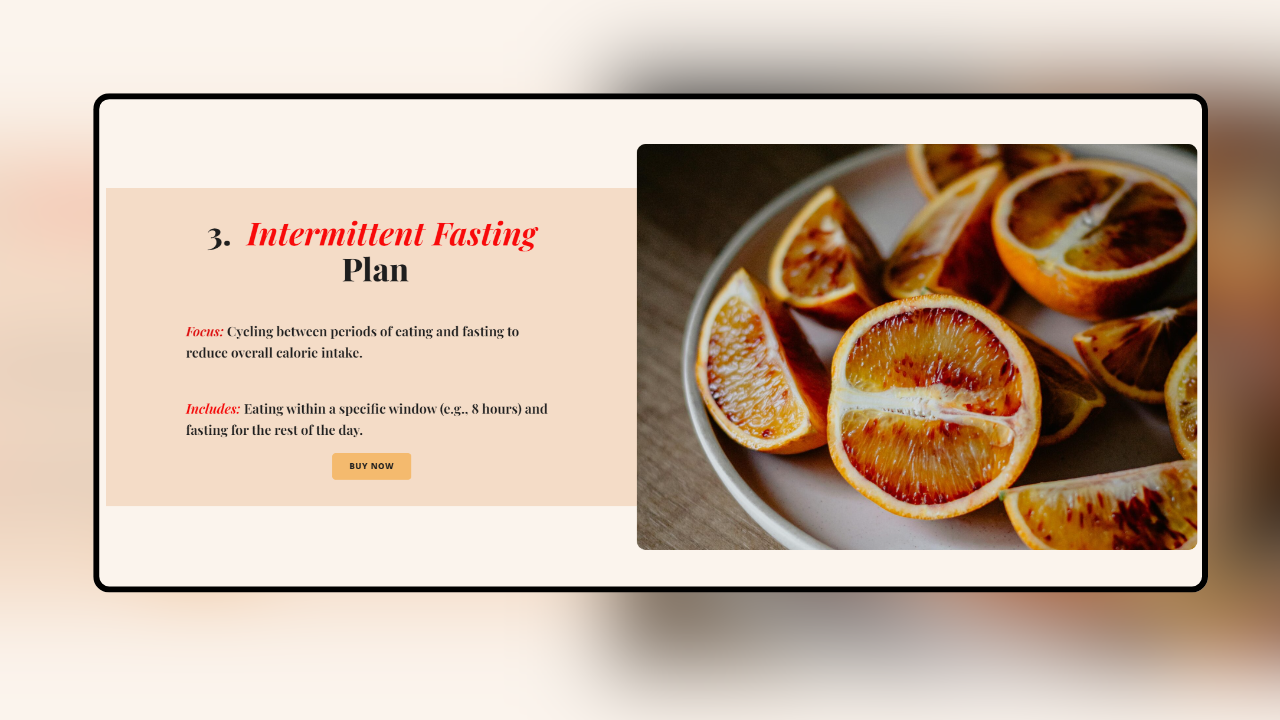 3. Intermittent Fasting
Plan
Focus: Cycling between periods of eating and fasting to
reduce overall calorie intake.
Includes: Eating within a specific window (e.g.. 8 hours) and
fasting for the rest of the day.
BUY NOW